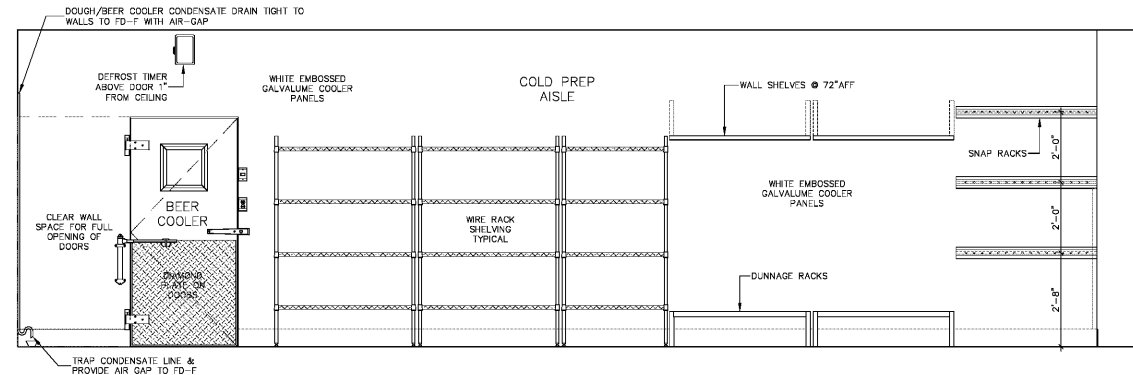 DOUGH/BEER COOLER CONDENSATE DRAIN TIGHT TO
WALLS TO FD-F WITH AIR-GAP
DEFROST TIMER
ABOVE DOOR 1"
FROM CEILING
WHITE EMBOSSED
GALVALUME COOLER
PANELS
COLD PREP
AISLE
WALL SHELVES @ 72"AFF
SNAP RACKS
2'-0"
WHITE EMBOSSED
GALVALUME COOLER
PANELS
BEER
COOLER
CLEAR WALL
SPACE FOR FULL
OPENING OF
DOORS
WIRE RACK
SHELVING
TYPICAL
2'-0"
DIAMOND
PLATE ON
DOORS
DUNNAGE RACKS
2'-8"
TRAP CONDENSATE LINE &
PROVIDE AIR GAP TO FD-F